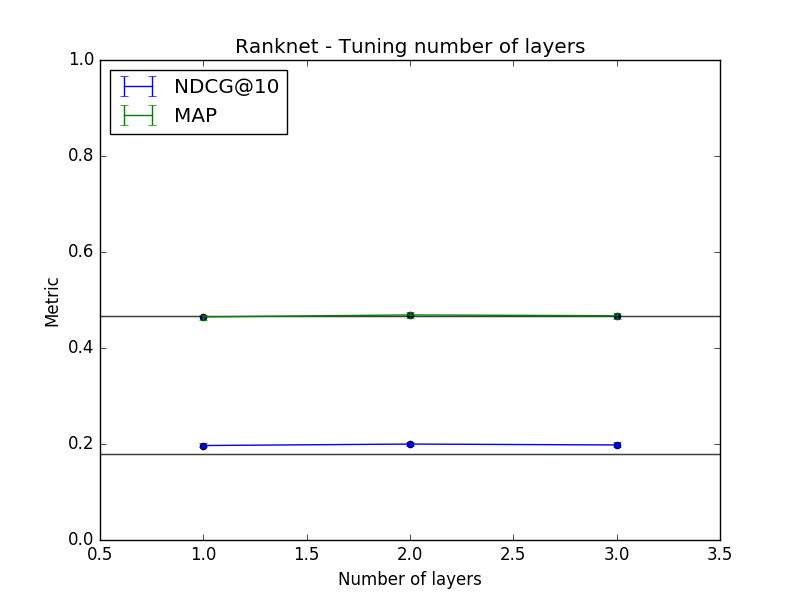 Ranknet - Tuning number of layers
NDCG@10
MAP
Metric
1.0
0.8
0.6
0.4
0.2
0.0
0.5 1.0 1.5 2.0 2.5 3.0 3.5
Number of layers